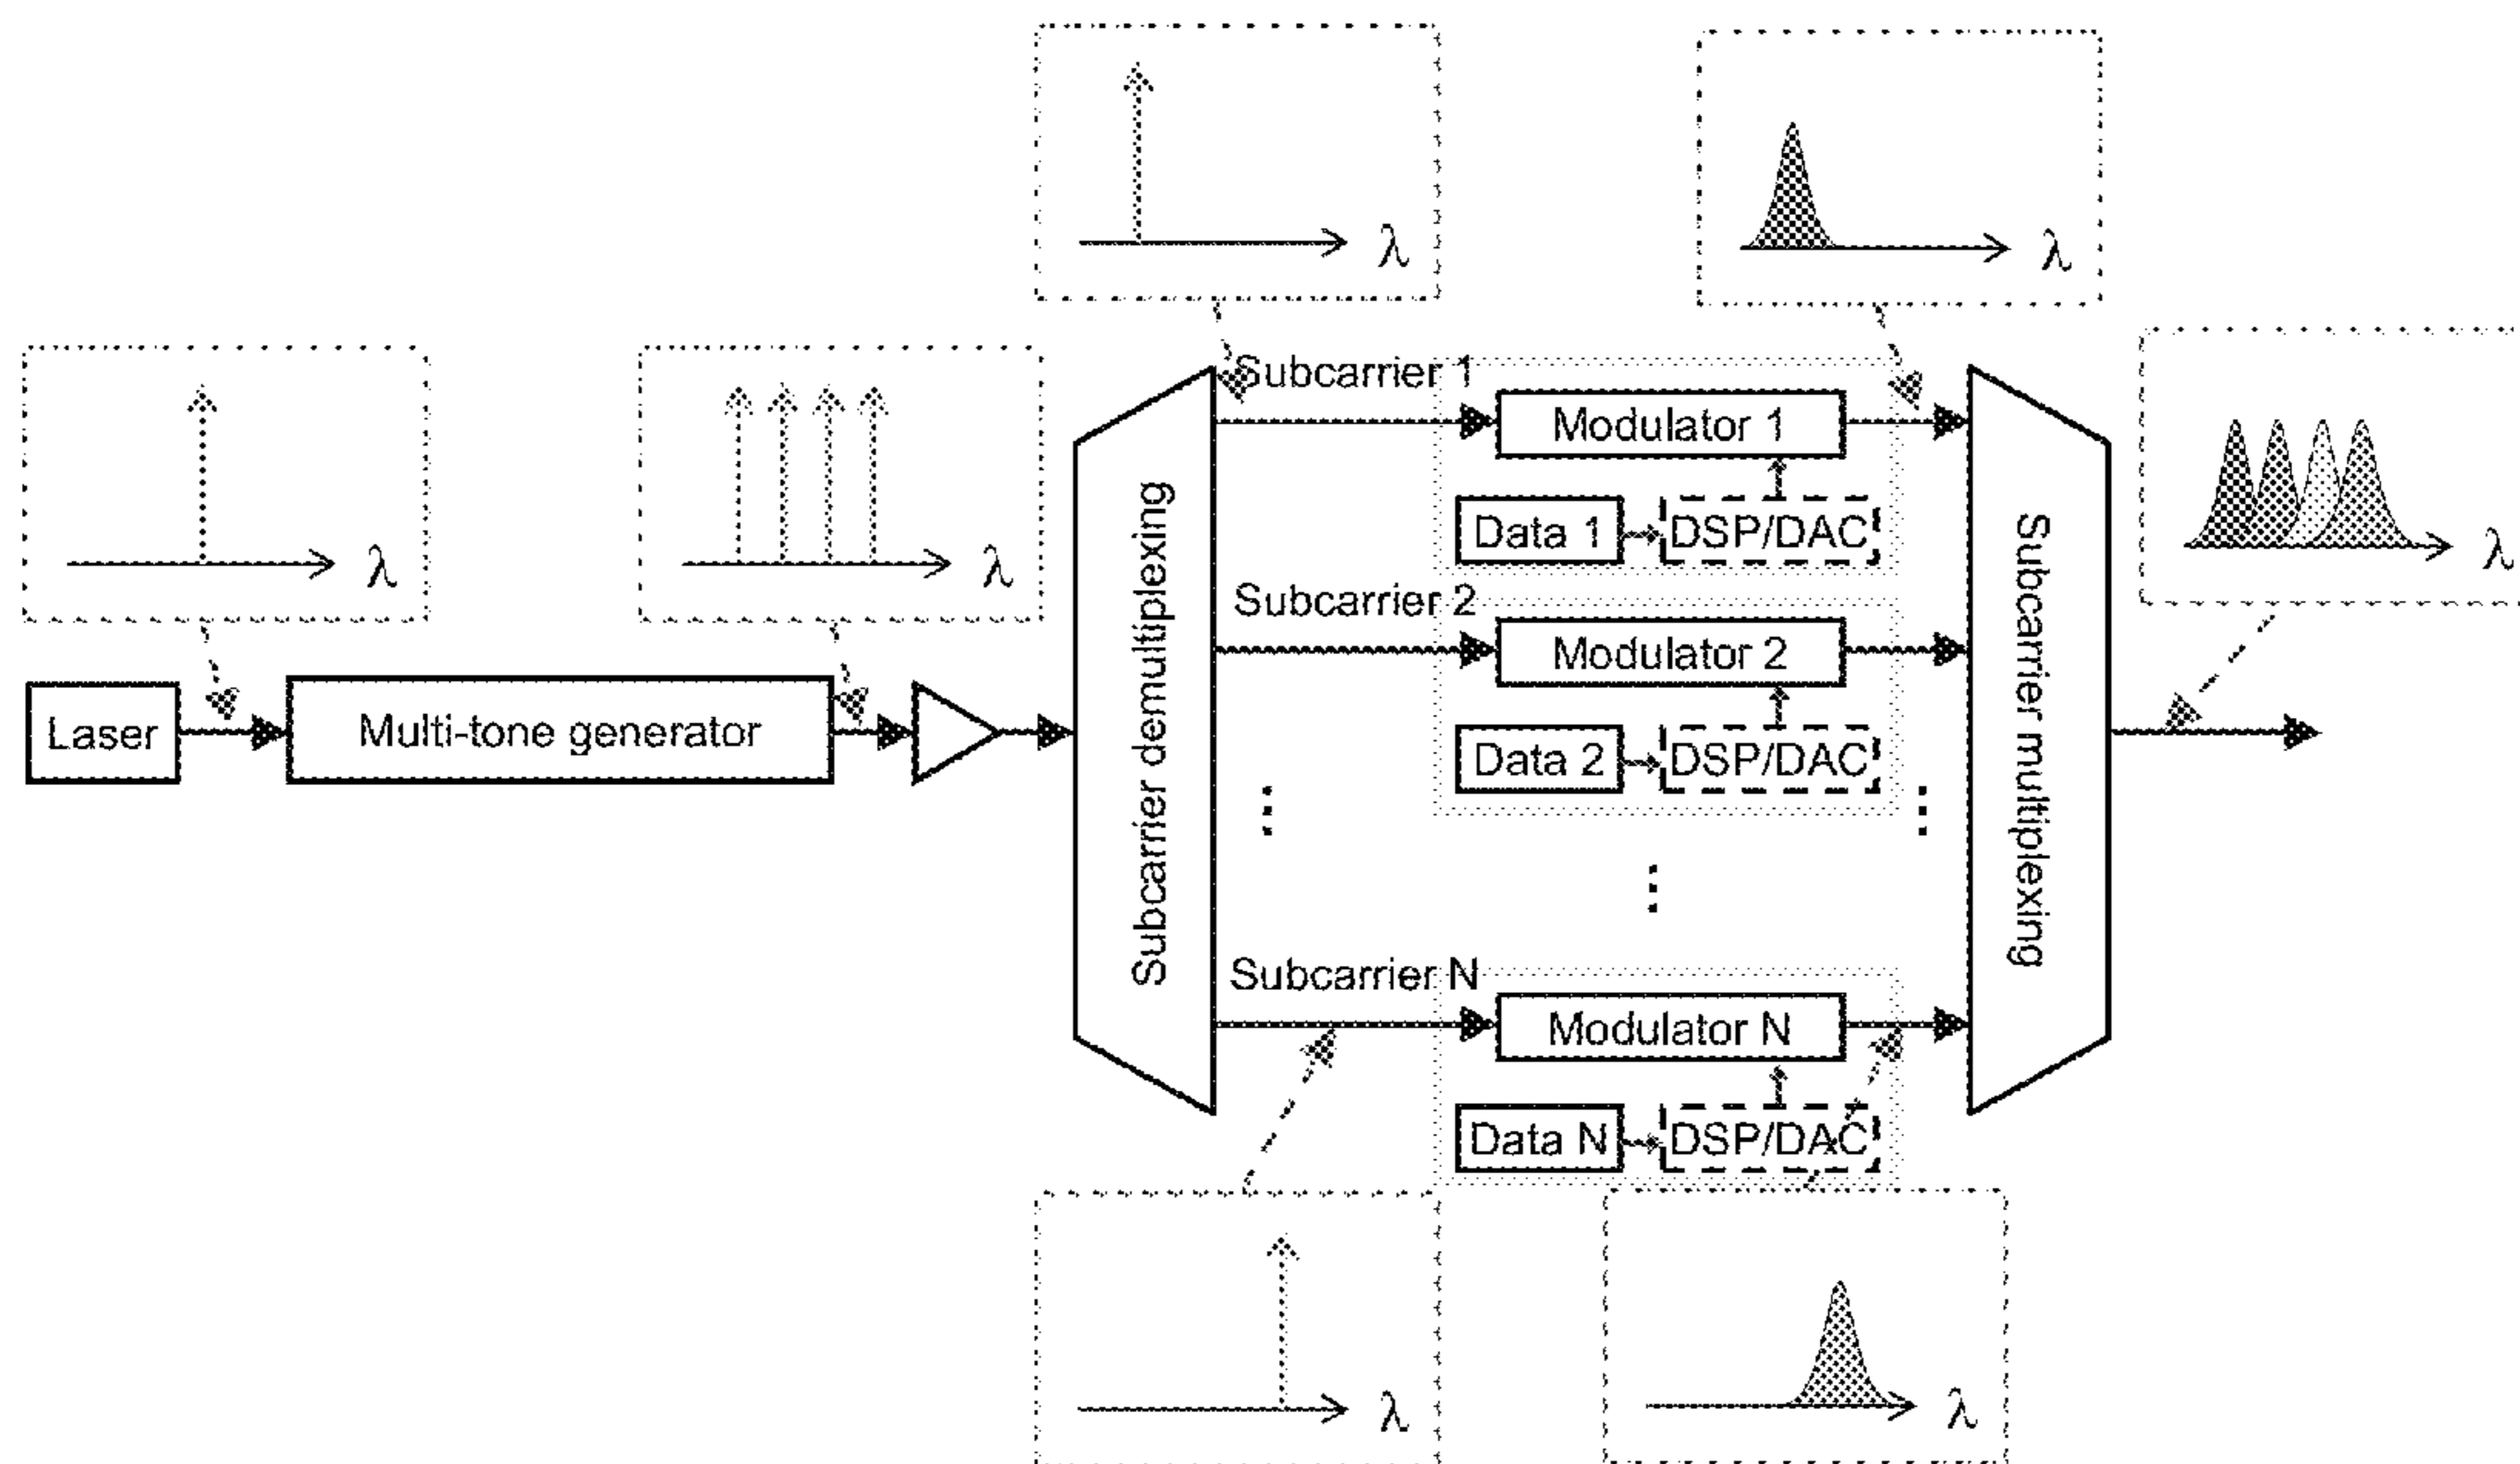 λ
λ
λ
λ
λ
Subcarrier 1
Modulator 1
Data 1
DSP/DAC
Subcarrier 2
Modulator 2
Data 2
DSP/DAC
Laser
Multi-tone generator
Subcarrier demultiplexing
Subcarrier multiplexing
⋮
⋮
⋮
Subcarrier N
Modulator N
Data N
DSP/DAC
λ
λ